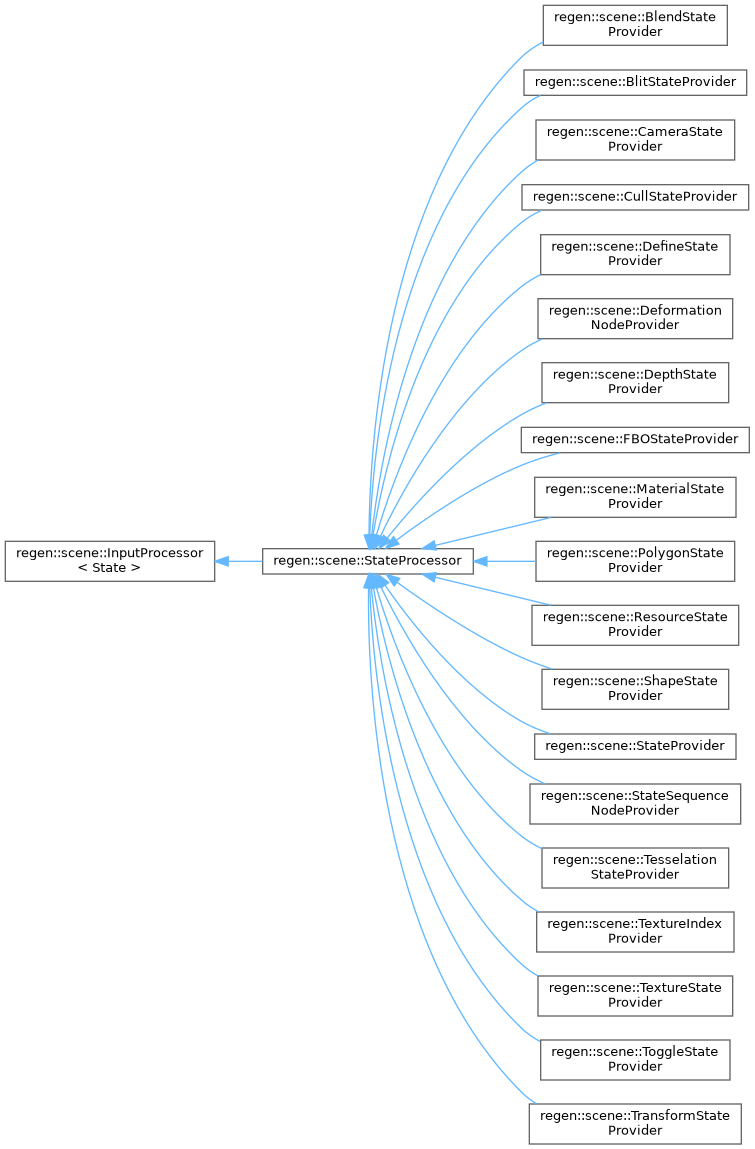 regen::scene::BlendState
Provider
regen::scene::BlitStateProvider
regen::scene::CameraState
Provider
regen::scene::CullStateProvider
regen::scene::DefineState
Provider
regen::scene::Deformation
NodeProvider
regen::scene::DepthState
Provider
regen::scene::FBOStateProvider
regen::scene::MaterialState
Provider
regen::scene::InputProcessor
< State >
regen::scene::StateProcessor
regen::scene::PolygonState
Provider
regen::scene::ResourceState
Provider
regen::scene::ShapeState
Provider
regen::scene::StateProvider
regen::scene::StateSequence
NodeProvider
regen::scene::Tesselation
StateProvider
regen::scene::TextureIndex
Provider
regen::scene::TextureState
Provider
regen::scene::ToggleState
Provider
regen::scene::TransformState
Provider